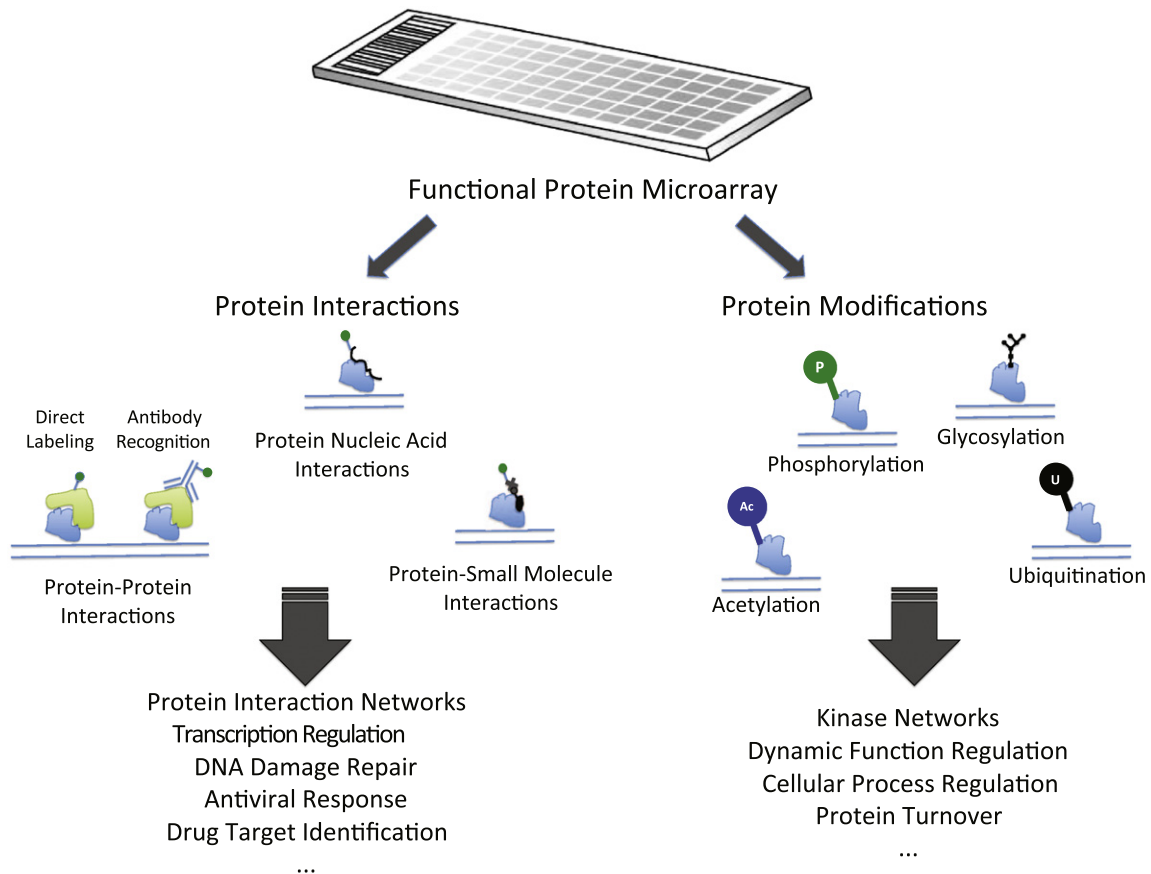 Functional Protein Microarray
Protein Interactions
Direct
Labeling
Antibody
Recognition
Protein Nucleic Acid
Interactions
Protein-Protein
Interactions
Protein-Small Molecule
Interactions
Protein Interaction Networks
Transcription Regulation
DNA Damage Repair
Antiviral Response
Drug Target Identification
...
Protein Modifications
P
Phosphorylation
Glycosylation
Ac
Acetylation
U
Ubiquitination
Kinase Networks
Dynamic Function Regulation
Cellular Process Regulation
Protein Turnover
...